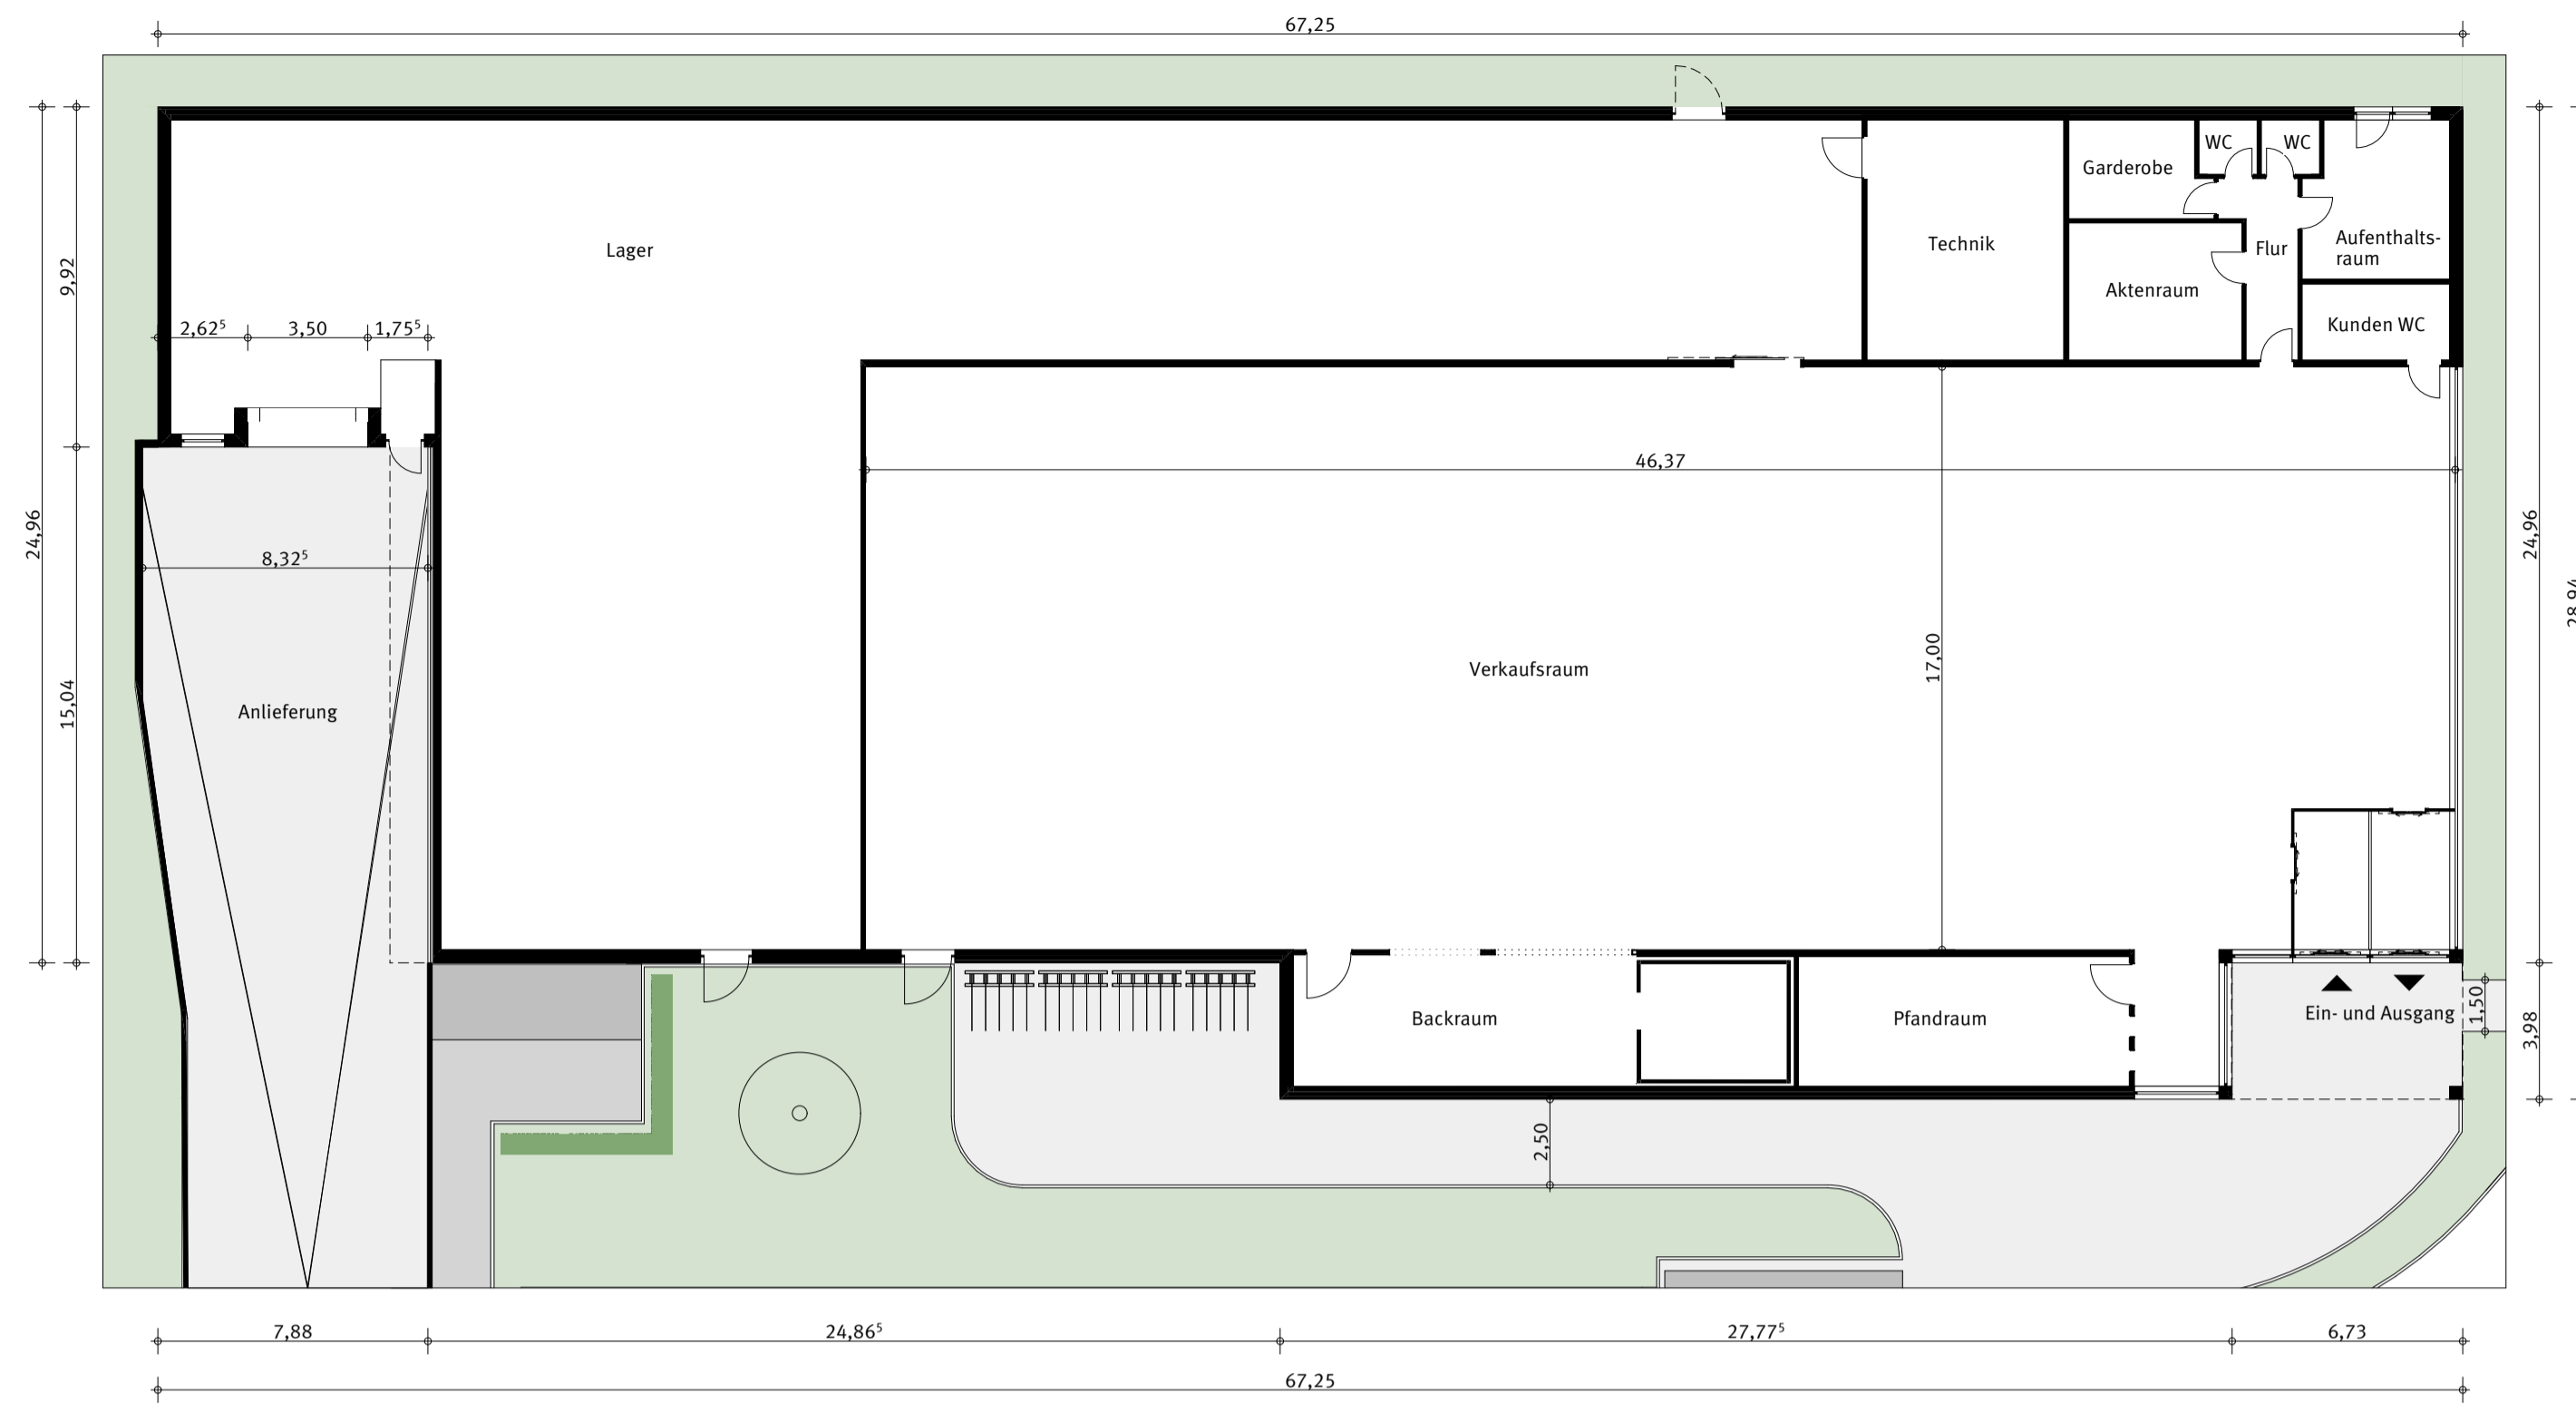 67,25
WC
WC
Garderobe
Lager
Technik
Flur
Aufenthalts-
raum
Aktenraum
Kunden WC
9,92
2,62⁵
3,50
1,75⁵
46,37
24,96
24,96
8,32⁵
28,94
17,00
Verkaufsraum
15,04
Anlieferung
Ein- und Ausgang
1,50
3,98
Backraum
Pfandraum
2,50
7,88
24,86⁵
27,77⁵
6,73
67,25